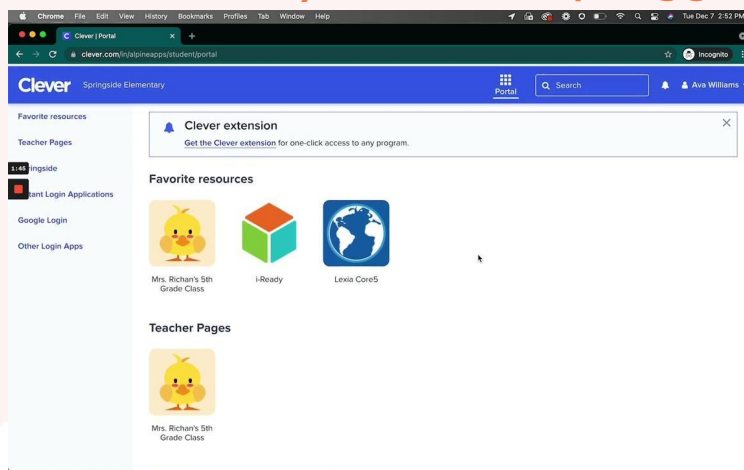 Chrome File Edit View History Bookmarks Profiles Tab Window Help Tue Dec 7 2:52 PM
Clever | Portal
clever.com/in/alpineapps/student/portal Incognito
Clever Springside Elementary Portal Search Ava Williams
Favorite resources
Teacher Pages
1:45 ingside
tant Login Applications
Google Login
Other Login Apps
Clever extension
Get the Clever extension for one-click access to any program.
Favorite resources
Mrs. Richan's 5th
Grade Class
i-Ready
Lexia Core5
Teacher Pages
Mrs. Richan's 5th
Grade Class